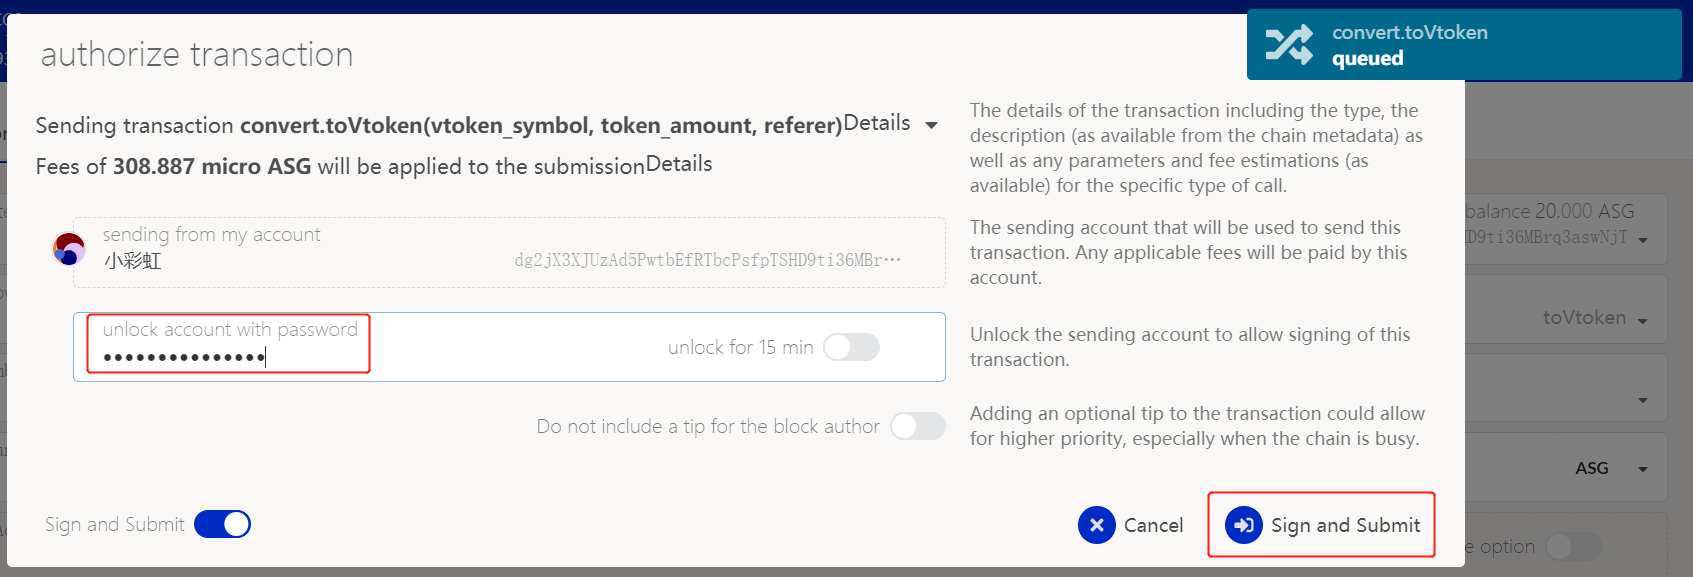 convert.toVtoken
queued
authorize transaction
Sending transaction convert.toVtoken(vtoken_symbol, token_amount, referer)Details
Fees of 308.887 micro ASG will be applied to the submissionDetails
The details of the transaction including the type, the
description (as available from the chain metadata) as
well as any parameters and fee estimations (as
available) for the specific type of call.
sending from my account
小彩虹
dg2jX3XJUzAd5PwtbEfRTbcPsfpTSHD9ti36MBr…
The sending account that will be used to send this
transaction. Any applicable fees will be paid by this
account.
unlock account with password
•••••••••••••••
unlock for 15 min
Unlock the sending account to allow signing of this
transaction.
Do not include a tip for the block author
Adding an optional tip to the transaction could allow
for higher priority, especially when the chain is busy.
Sign and Submit
Cancel
Sign and Submit
balance 20.000 ASG
D9ti36MBrq3aswNjT
toVtoken
ASG
option